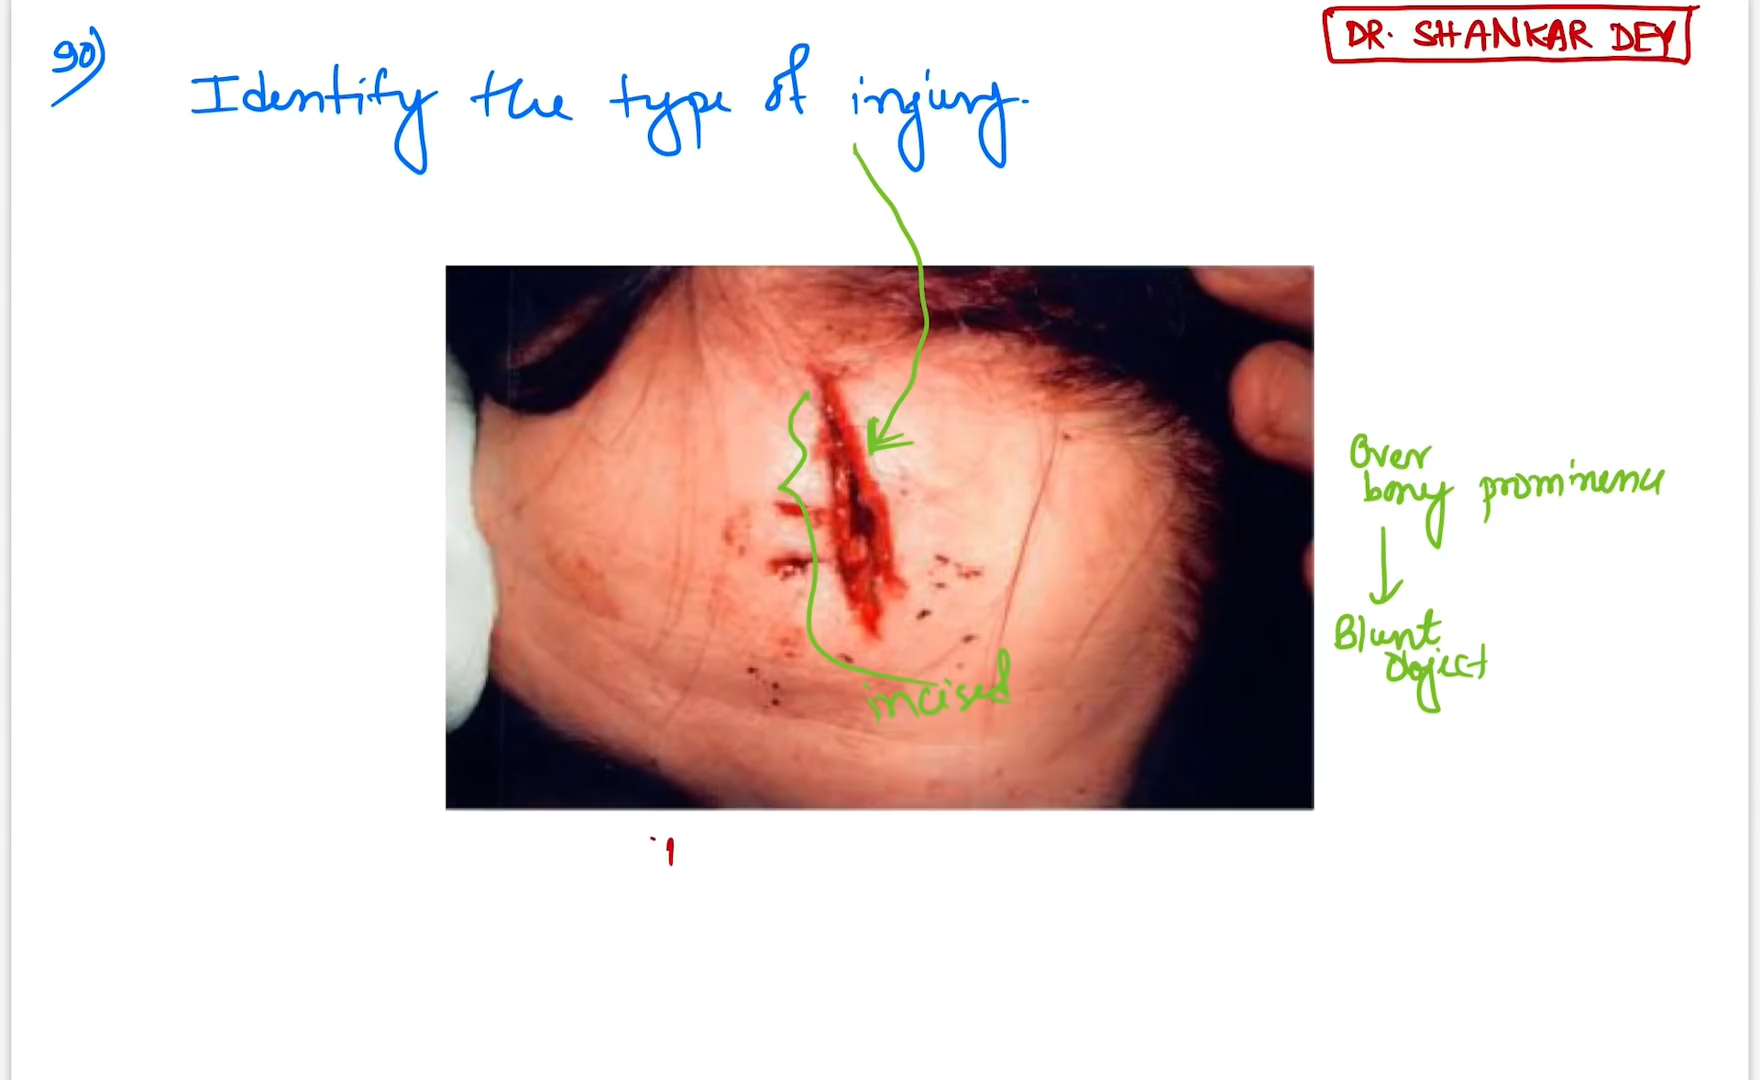 DR. SHANKAR DEY
90)
Identify the type of injury.
Over
bony prominence
Blunt
object
incised